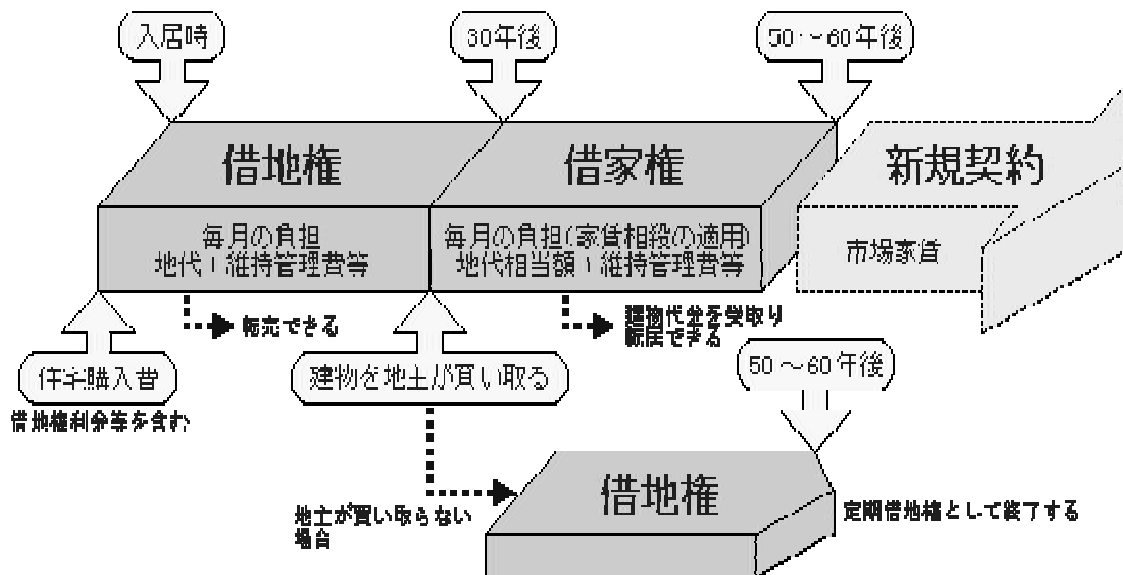 入居時
30年後
50～60年後
借地権
借家権
新規契約
毎月の負担
地代＋維持管理費等
毎月の負担(家賃相殺の適用)
地代相当額＋維持管理費等
市場家賃
転売できる
建物代分を受取り
転居できる
住宅購入費
借地権利分等を含む
建物を地主が買い取る
50～60年後
地主が買い取らない
場合
借地権
定期借地権として終了する